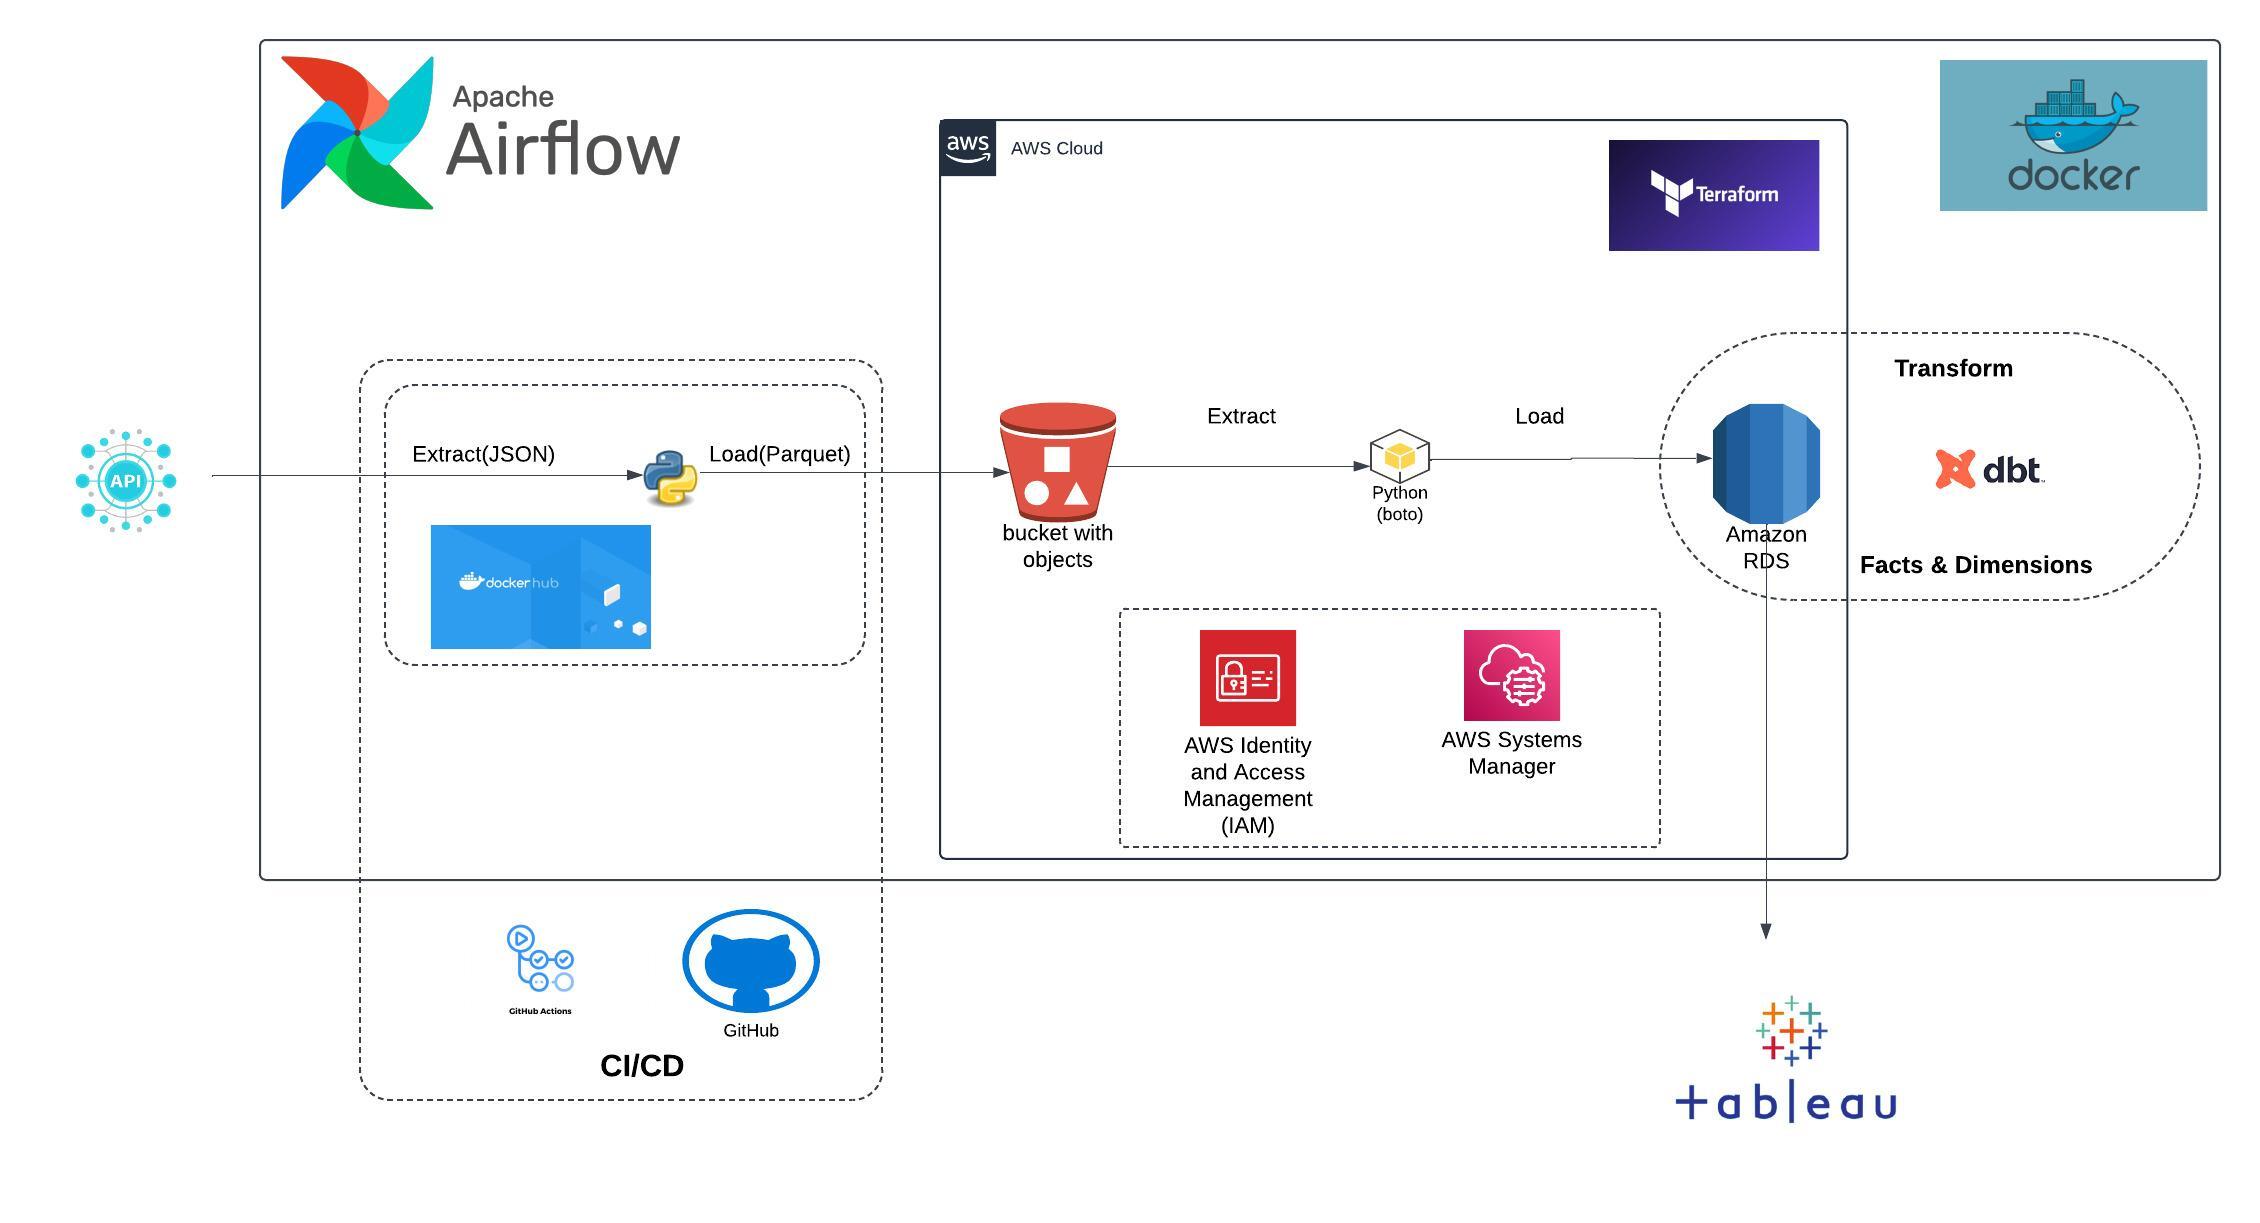 Apache
Airflow
aws
AWS Cloud
Terraform
docker
Transform
Extract
Load
Extract(JSON)
Load(Parquet)
API
dbt
Python
(boto)
bucket with
objects
Amazon
RDS
Facts & Dimensions
docker hub
AWS Identity
and Access
Management
(IAM)
AWS Systems
Manager
GitHub Actions
GitHub
CI/CD
+ableau